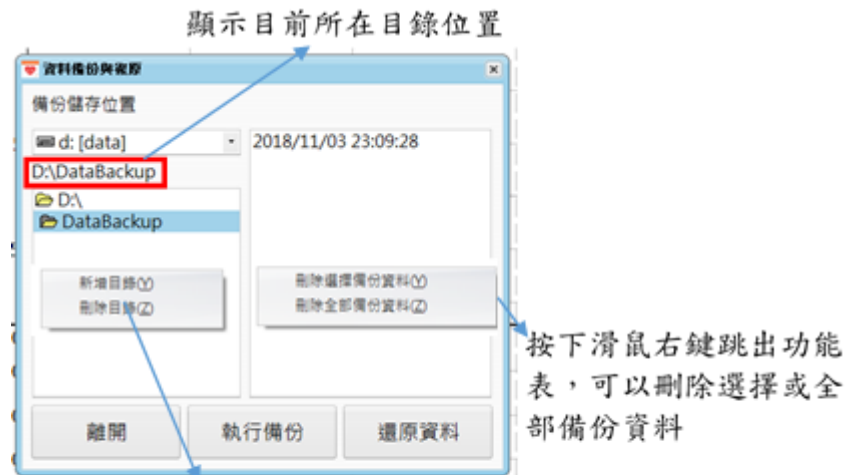 顯示目前所在目錄位置
資料備份與復原
備份儲存位置
d: [data]
2018/11/03 23:09:28
D:\DataBackup
D:\
DataBackup
新增目錄(Y)
刪除目錄(Z)
刪除選擇備份資料(Y)
刪除全部備份資料(Z)
按下滑鼠右鍵跳出功能
表，可以刪除選擇或全
部備份資料
離開
執行備份
還原資料